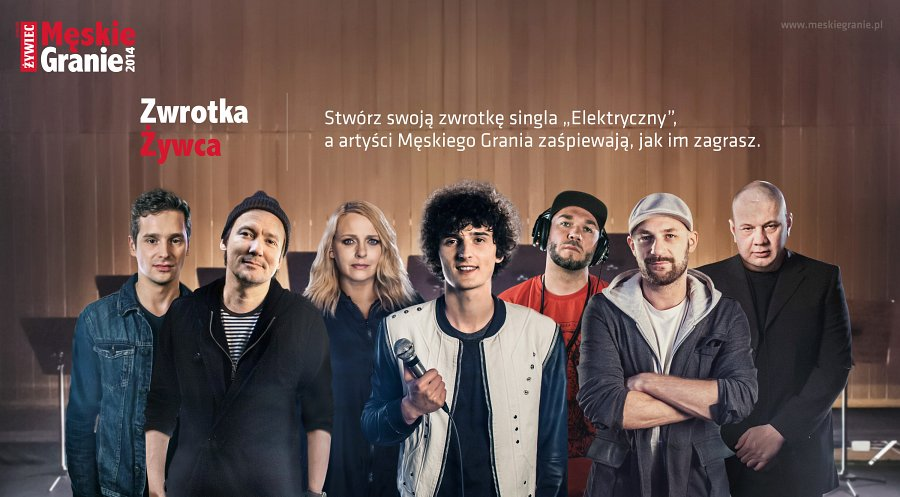 www.meskiegranie.pl
ŻYWIEC
Męskie
Granie 2014
Zwrotka
Żywca
Stwórz swoją zwrotkę singla „Elektryczny”,
a artyści Męskiego Grania zaśpiewają, jak im zagrasz.